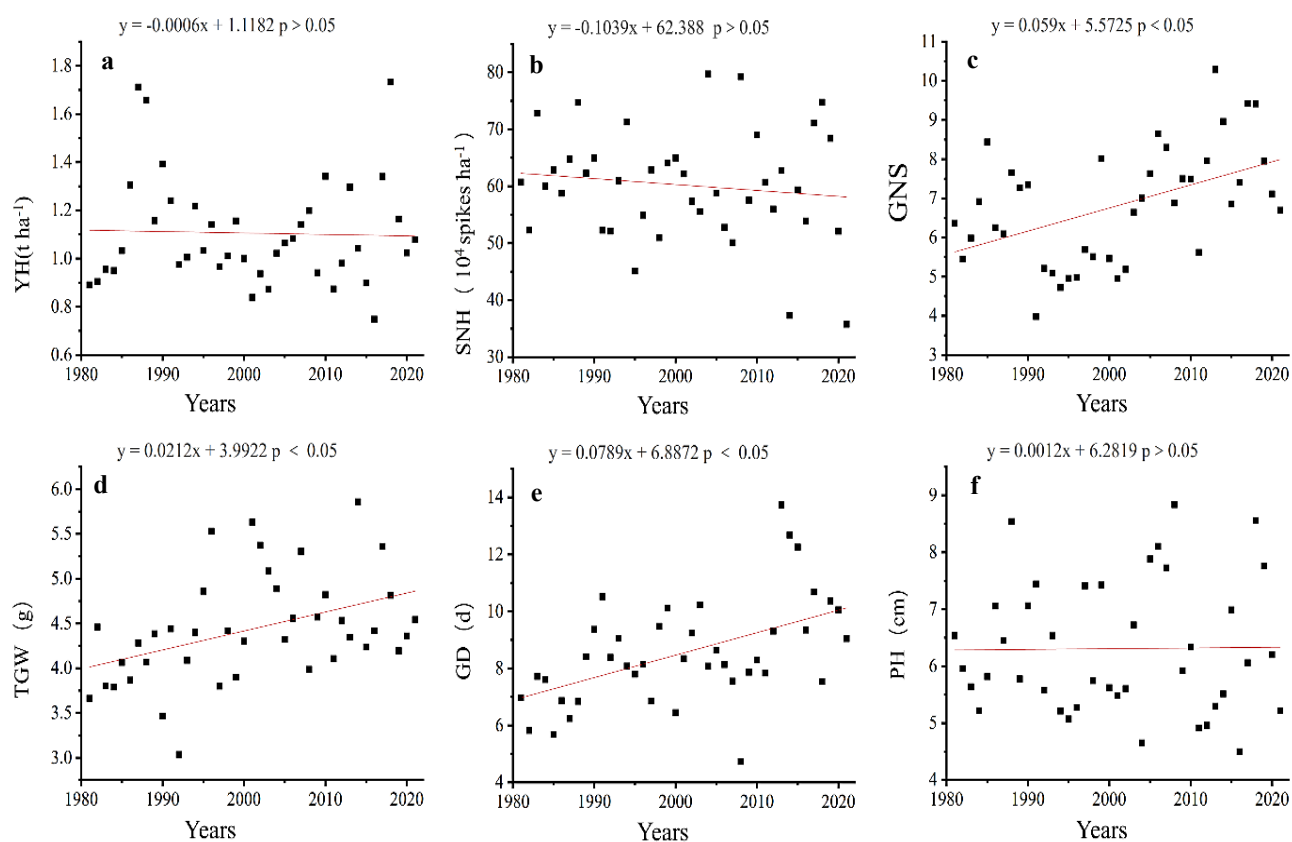 y = -0.0006x + 1.1182 p > 0.05
a
1.8
1.6
1.4
1.2
1.0
0.8
0.6
YH(t ha⁻¹)
1980 1990 2000 2010 2020
Years
y = -0.1039x + 62.388 p > 0.05
b
80
70
60
50
40
30
SNH ( 10⁴ spikes ha⁻¹)
1980 1990 2000 2010 2020
Years
y = 0.059x + 5.5725 p < 0.05
c
11
10
9
8
7
6
5
4
3
GNS
1980 1990 2000 2010 2020
Years
y = 0.0212x + 3.9922 p < 0.05
d
6.0
5.5
5.0
4.5
4.0
3.5
3.0
TGW (g)
1980 1990 2000 2010 2020
Years
y = 0.0789x + 6.8872 p < 0.05
e
14
12
10
8
6
4
GD (d)
1980 1990 2000 2010 2020
Years
y = 0.0012x + 6.2819 p > 0.05
f
9
8
7
6
5
4
PH (cm)
1980 1990 2000 2010 2020
Years